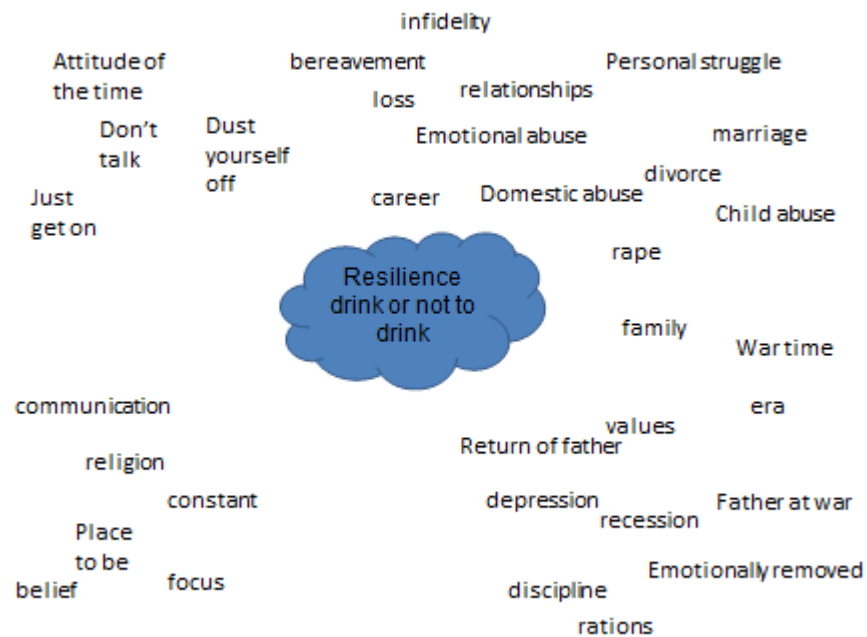 infidelity
Attitude of
the time
bereavement
Personal struggle
loss
relationships
Don't
talk
Dust
yourself
off
Emotional abuse
marriage
divorce
Just
get on
career
Domestic abuse
Child abuse
rape
Resilience
drink or not to
drink
family
War time
communication
era
values
Return of father
religion
constant
depression
recession
Father at war
Place
to be
belief
focus
Emotionally removed
discipline
rations